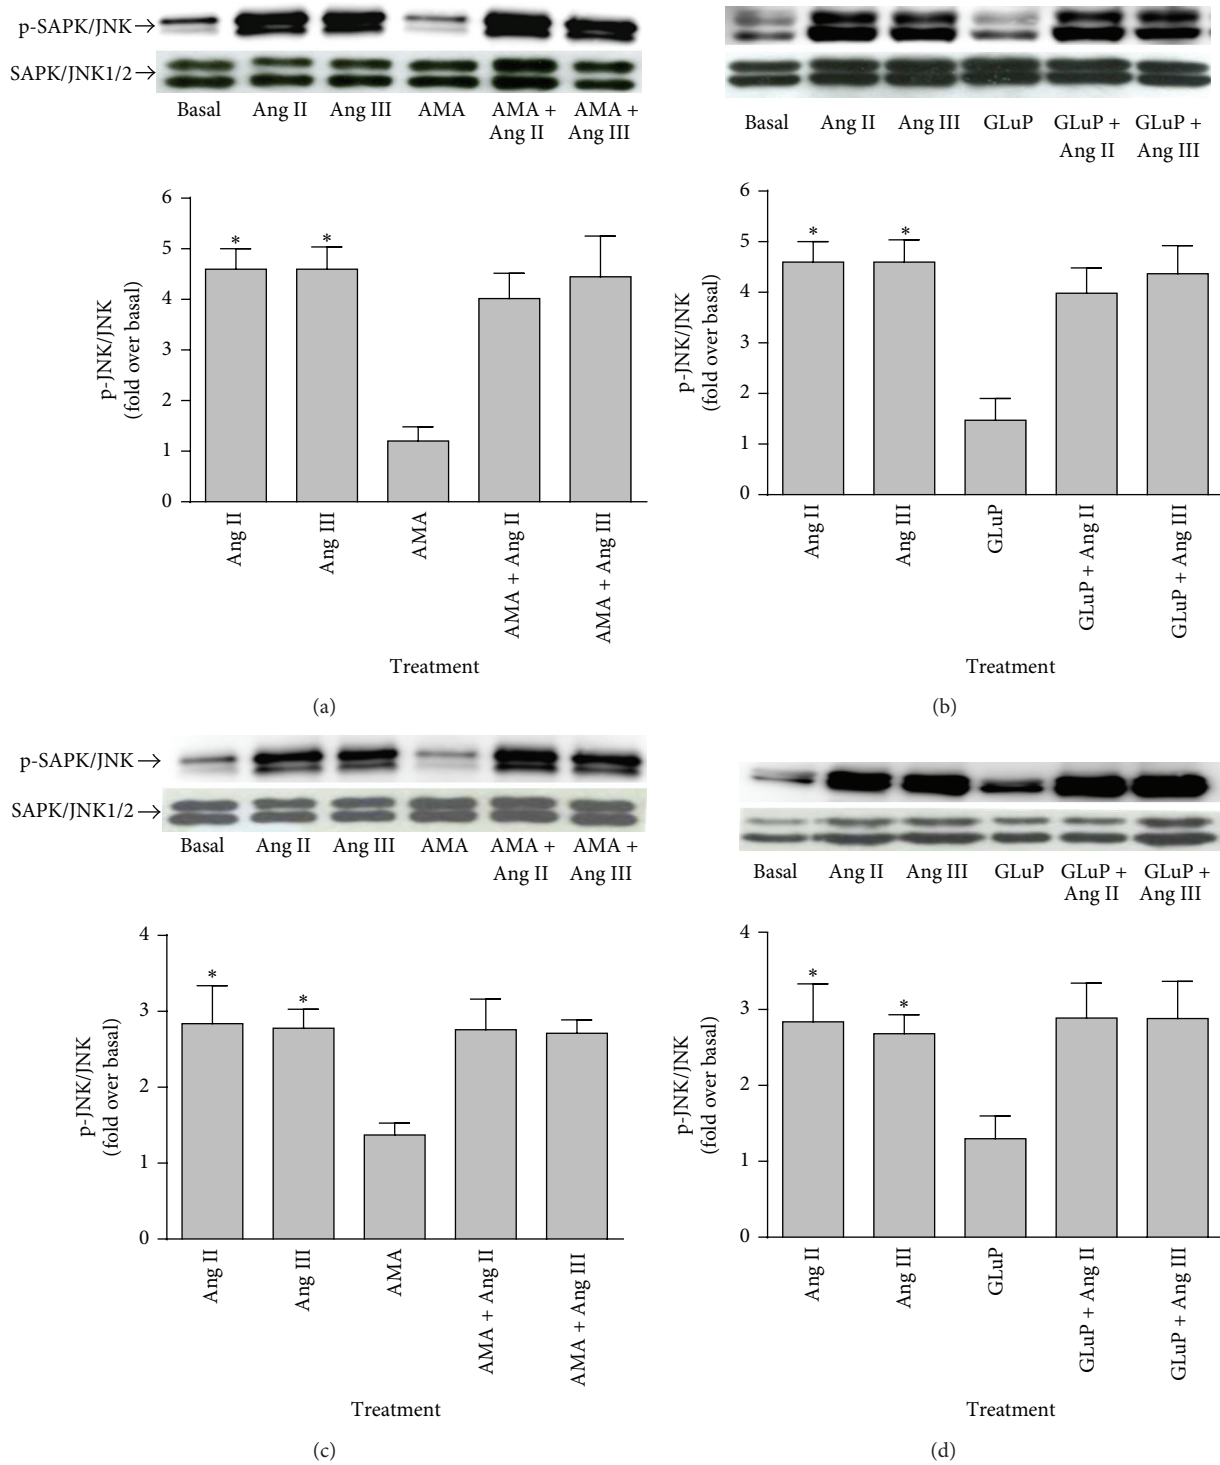 p-SAPK/JNK→
SAPK/JNK1/2→
Basal Ang II Ang III AMA AMA + Ang II AMA + Ang III
6
5
4
3
2
1
0
p-JNK/JNK
(fold over basal)
* *
Ang II
Ang III
AMA
AMA + Ang II
AMA + Ang III
Treatment
(a)
Basal Ang II Ang III GLuP GLuP + Ang II GLuP + Ang III
6
5
4
3
2
1
0
p-JNK/JNK
(fold over basal)
* *
Ang II
Ang III
GLuP
GLuP + Ang II
GLuP + Ang III
Treatment
(b)
p-SAPK/JNK→
SAPK/JNK1/2→
Basal Ang II Ang III AMA AMA + Ang II AMA + Ang III
4
3
2
1
0
p-JNK/JNK
(fold over basal)
* *
Ang II
Ang III
AMA
AMA + Ang II
AMA + Ang III
Treatment
(c)
Basal Ang II Ang III GLuP GLuP + Ang II GLuP + Ang III
4
3
2
1
0
p-JNK/JNK
(fold over basal)
* *
Ang II
Ang III
GLuP
GLuP + Ang II
GLuP + Ang III
Treatment
(d)